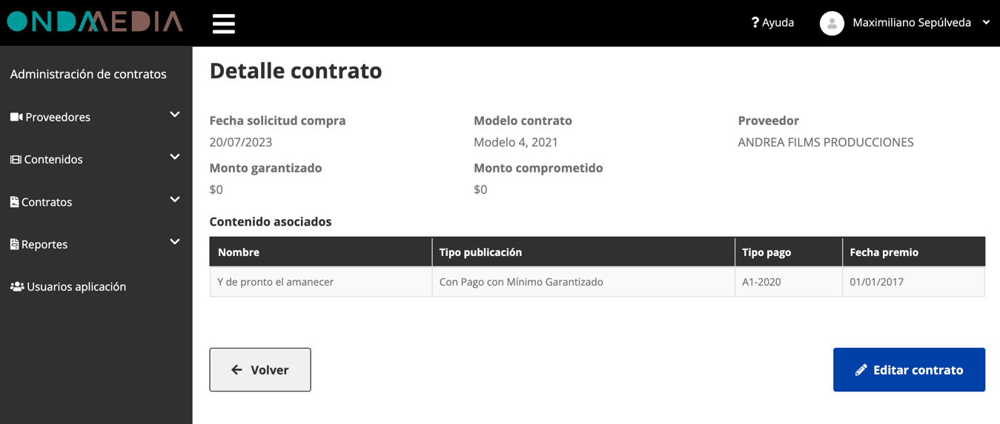 ONDAMEDIA
? Ayuda
Maximiliano Sepúlveda
Administración de contratos
Proveedores
Contenidos
Contratos
Reportes
Usuarios aplicación
Detalle contrato
Fecha solicitud compra
20/07/2023
Modelo contrato
Modelo 4, 2021
Proveedor
ANDREA FILMS PRODUCCIONES
Monto garantizado
$0
Monto comprometido
$0
Contenido asociados
Nombre Tipo publicación Tipo pago Fecha premio
Y de pronto el amanecer Con Pago con Mínimo Garantizado A1-2020 01/01/2017
Volver
Editar contrato